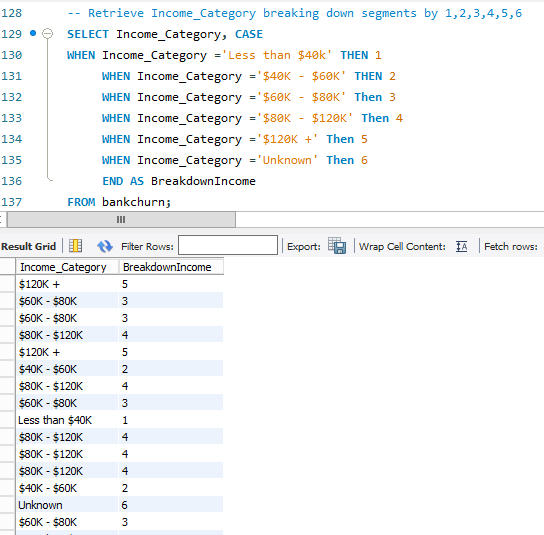 128 -- Retrieve Income_Category breaking down segments by 1,2,3,4,5,6
129 SELECT Income_Category, CASE
130 WHEN Income_Category ='Less than $40k' THEN 1
131 WHEN Income_Category ='$40K - $60K' THEN 2
132 WHEN Income_Category ='$60K - $80K' Then 3
133 WHEN Income_Category ='$80K - $120K' Then 4
134 WHEN Income_Category ='$120K +' Then 5
135 WHEN Income_Category ='Unknown' Then 6
136 END AS BreakdownIncome
137 FROM bankchurn;
Result Grid Filter Rows: Export: Wrap Cell Content: Fetch rows:
Income_Category BreakdownIncome
$120K + 5
$60K - $80K 3
$60K - $80K 3
$80K - $120K 4
$120K + 5
$40K - $60K 2
$80K - $120K 4
$60K - $80K 3
Less than $40K 1
$80K - $120K 4
$80K - $120K 4
$80K - $120K 4
$40K - $60K 2
Unknown 6
$60K - $80K 3